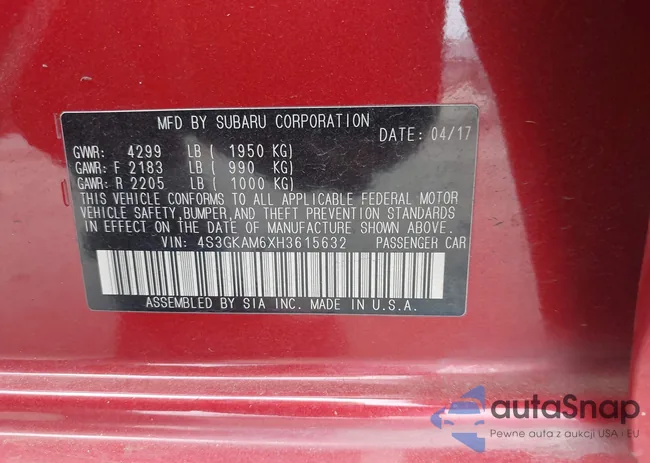 MFD BY SUBARU CORPORATION
DATE: 04/17
GVWR: 4299 LB ( 1950 KG)
GAWR: F 2183 LB ( 990 KG)
GAWR: R 2205 LB ( 1000 KG)
THIS VEHICLE CONFORMS TO ALL APPLICABLE FEDERAL MOTOR
VEHICLE SAFETY, BUMPER, AND THEFT PREVENTION STANDARDS
IN EFFECT ON THE DATE OF MANUFACTURE SHOWN ABOVE.
VIN: 4S3GKAM6XH3615632 PASSENGER CAR
ASSEMBLED BY SIA INC. MADE IN U.S.A.
autaSnap
Pewne auta z aukcji USA i EU